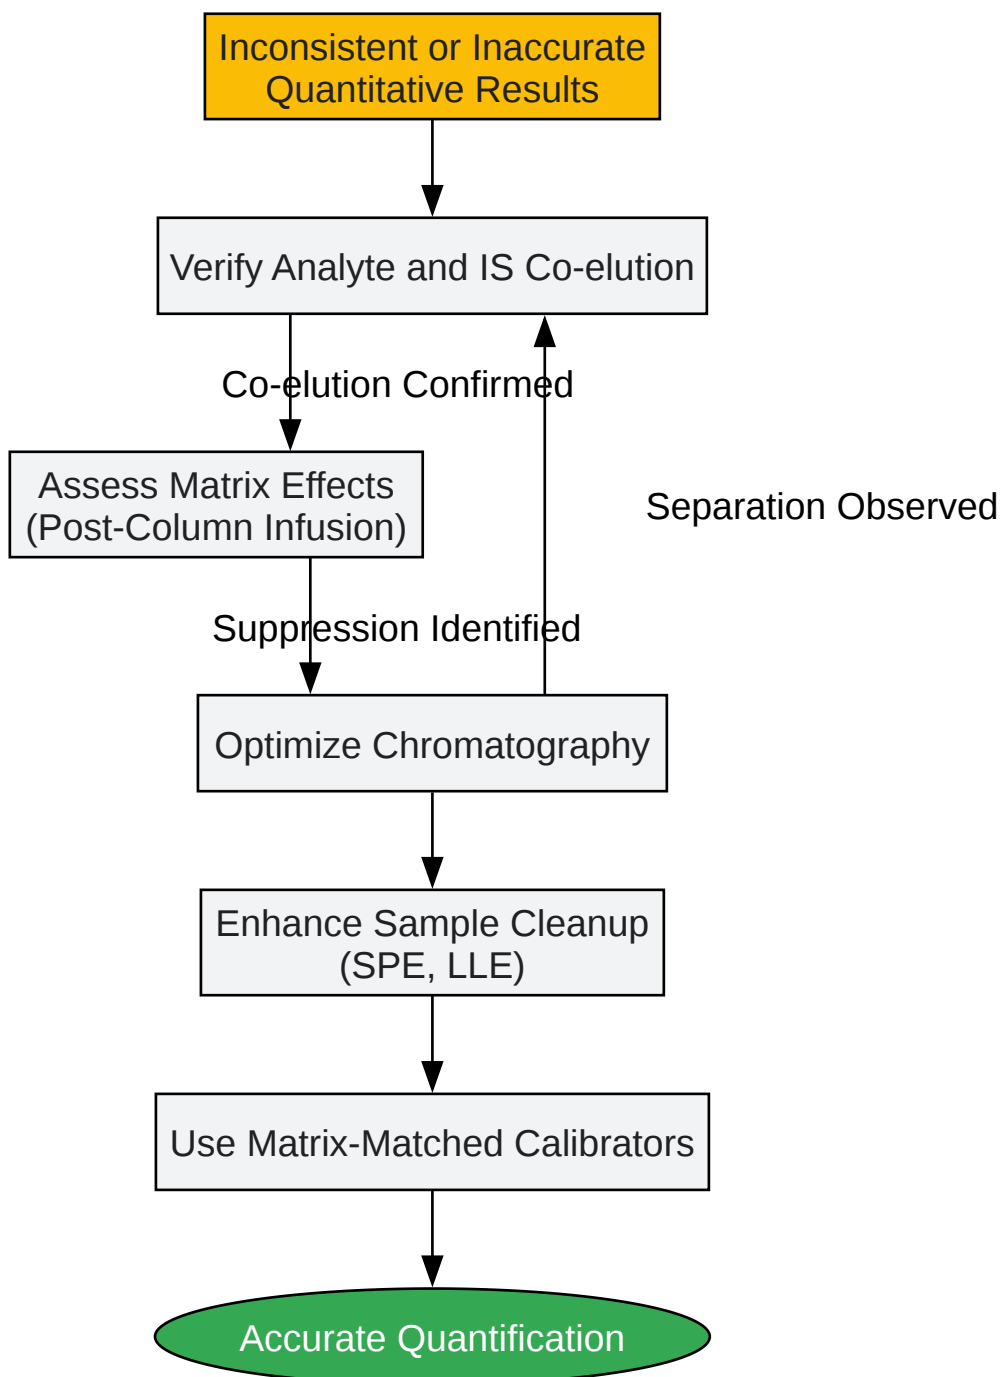 Inconsistent or Inaccurate
Quantitative Results
Verify Analyte and IS Co-elution
Co-elution Confirmed
Assess Matrix Effects
(Post-Column Infusion)
Separation Observed
Suppression Identified
Optimize Chromatography
Enhance Sample Cleanup
(SPE, LLE)
Use Matrix-Matched Calibrators
Accurate Quantification